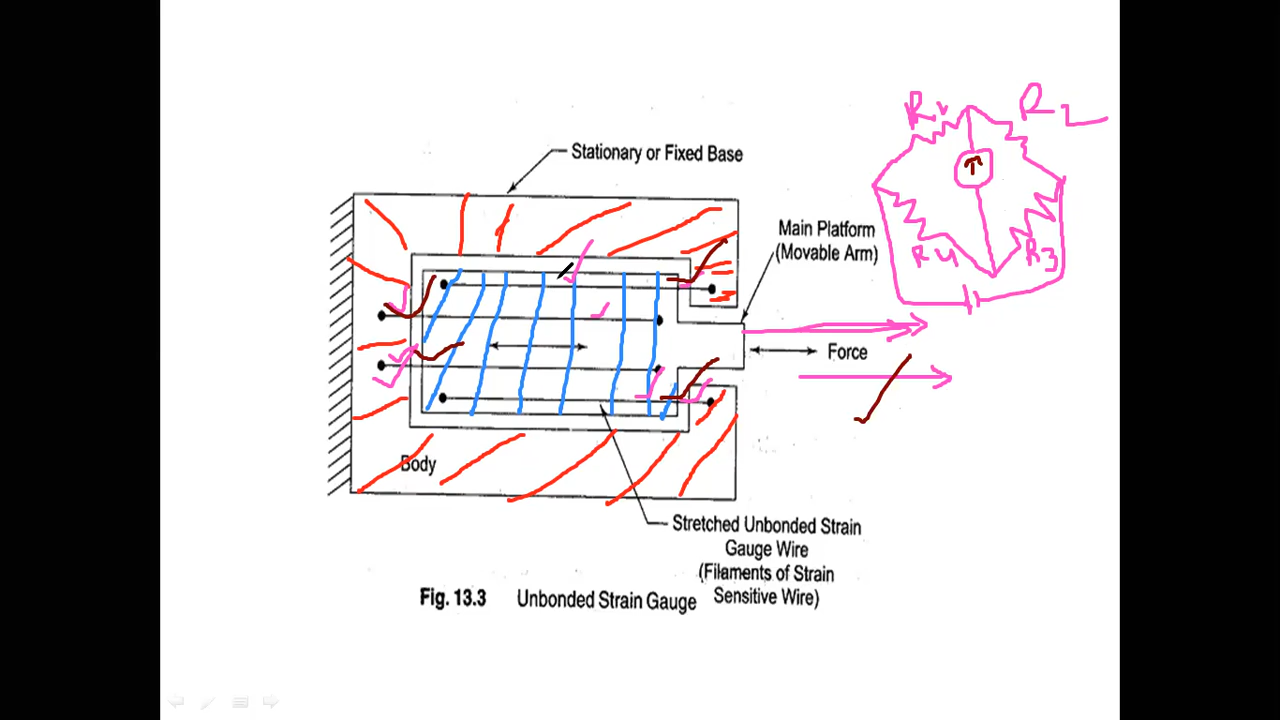 R1
R2
Stationary or Fixed Base
Main Platform
(Movable Arm)
R4
R3
Force
Body
Stretched Unbonded Strain
Gauge Wire
(Filaments of Strain
Sensitive Wire)
Fig. 13.3 Unbonded Strain Gauge